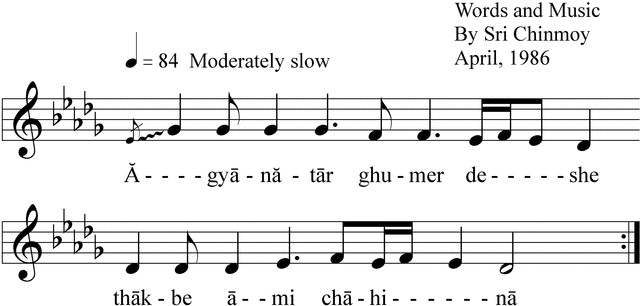 Words and Music
By Sri Chinmoy
April, 1986
= 84 Moderately slow
Ă - - - - gyā - nă - tār ghu - mer de - - - - - she
thāk - be ā - - mi chā - hi - - - - - - nā